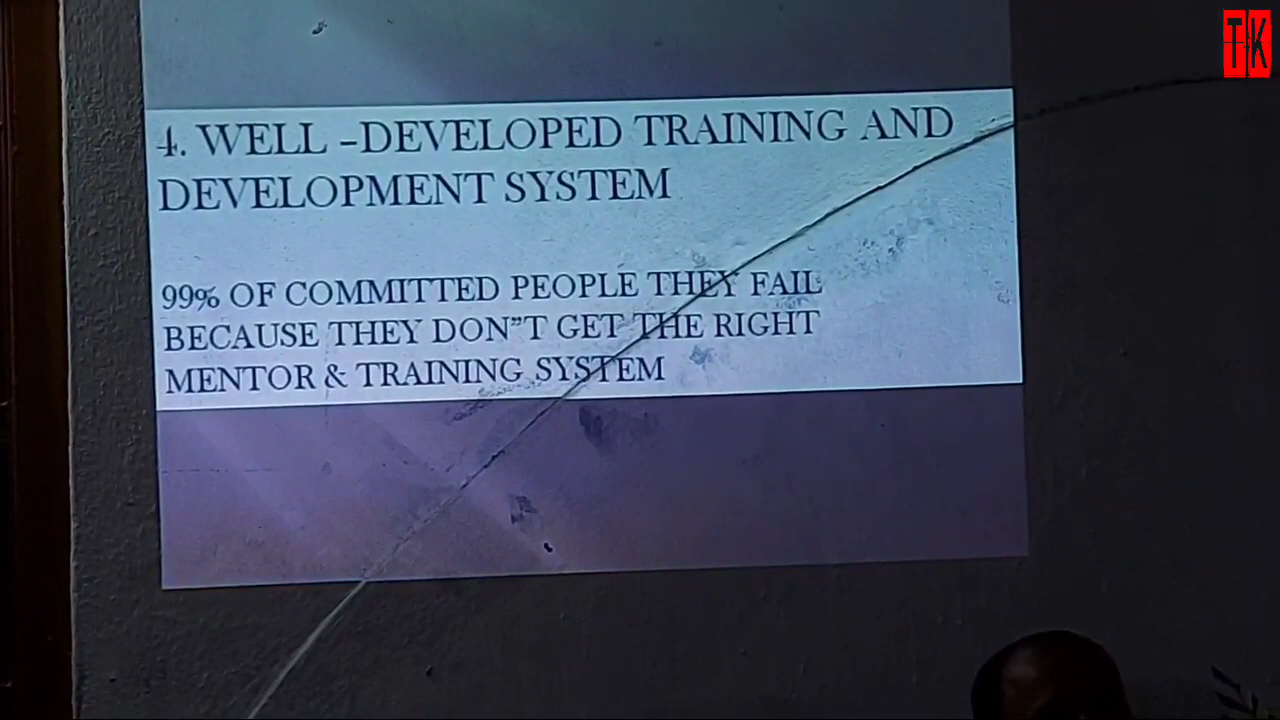 TK
4. WELL -DEVELOPED TRAINING AND
DEVELOPMENT SYSTEM
99% OF COMMITTED PEOPLE THEY FAIL
BECAUSE THEY DON"T GET THE RIGHT
MENTOR & TRAINING SYSTEM